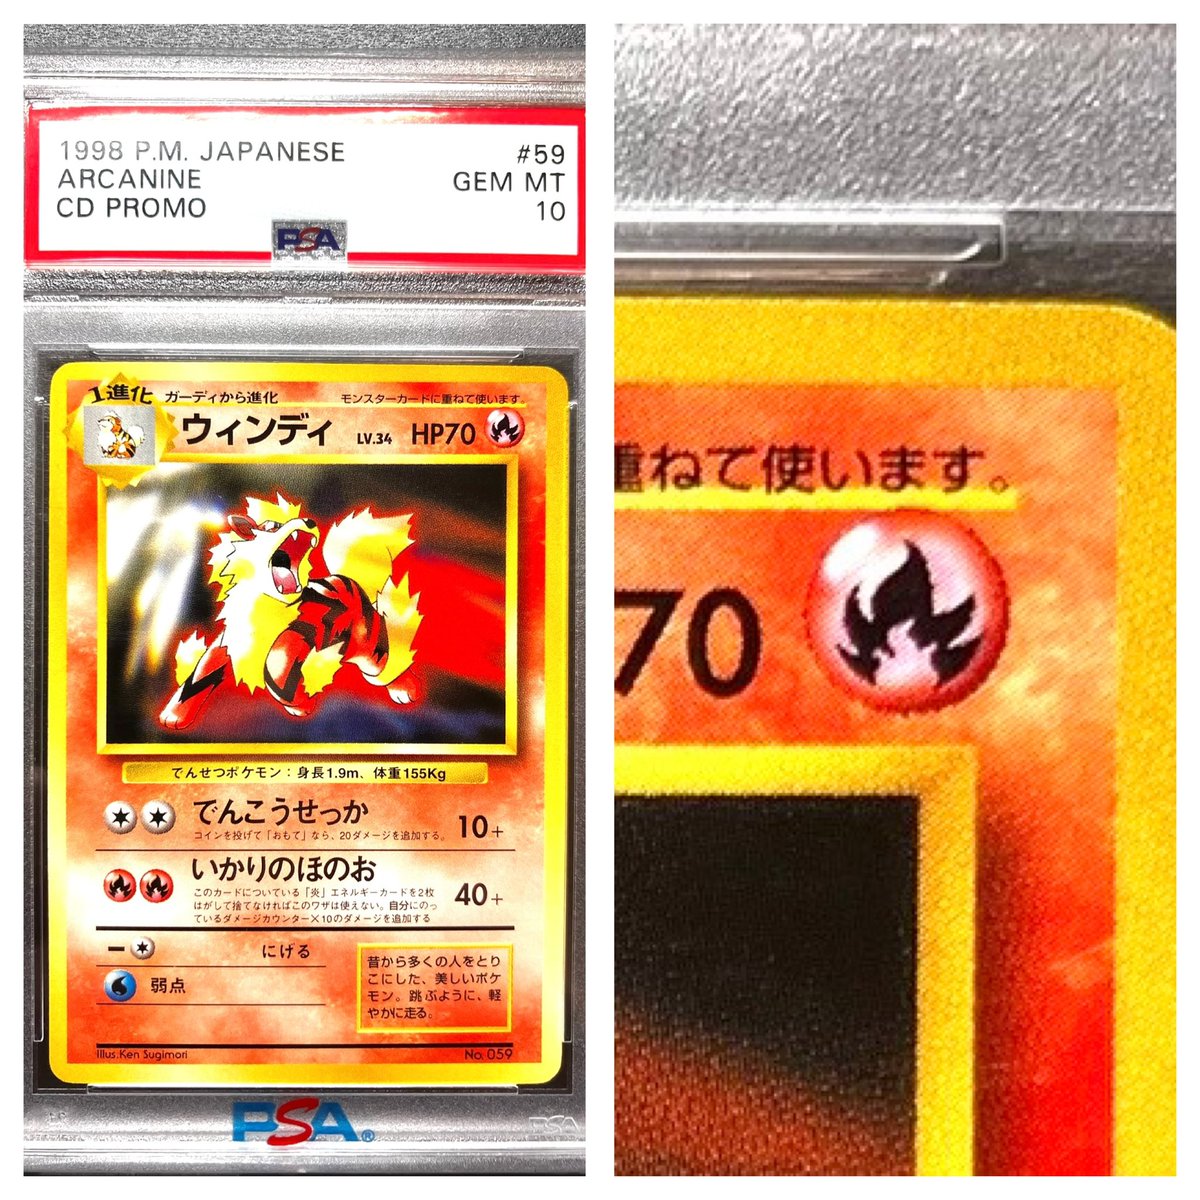 1998 P.M. JAPANESE #59
ARCANINE GEM MT
CD PROMO 10
PSA
1進化 ガーディから進化 モンスターカードに重ねて使います。
ウィンディ LV.34 HP70
でんせつポケモン：身長1.9m、体重155Kg
でんこうせっか 10+
コインを投げて「おもて」なら、20ダメージを追加する。
いかりのほのお 40+
このカードについている「炎」エネルギーカードを2枚
はがして捨てなければこのワザは使えない。自分にのっ
ているダメージカウンター×10のダメージを追加する
ー にげる
弱点
昔から多くの人をとり
こにした、美しいポケ
モン。跳ぶように、軽
やかに走る。
Illus.Ken Sugimori No. 059
PSA®
PSA
重ねて使います。
70